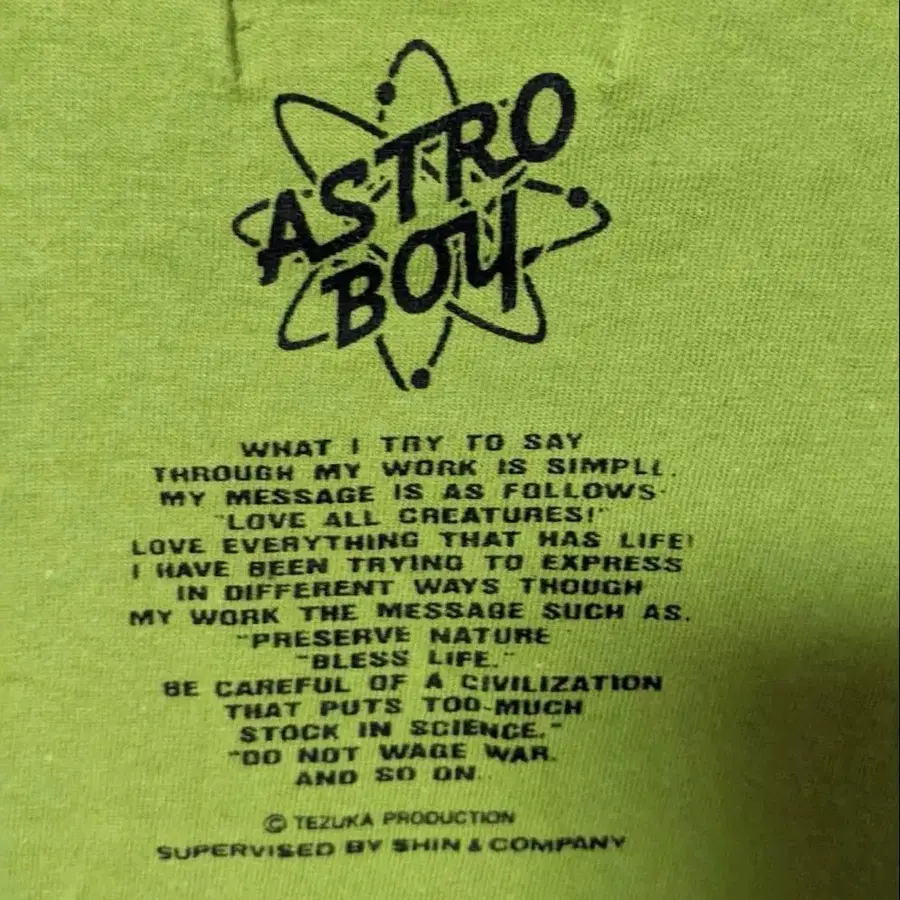 ASTRO
BOY
WHAT I TRY TO SAY
THROUGH MY WORK IS SIMPLE.
MY MESSAGE IS AS FOLLOWS.
"LOVE ALL CREATURES!"
LOVE EVERYTHING THAT HAS LIFE!
I HAVE BEEN TRYING TO EXPRESS
IN DIFFERENT WAYS THOUGH
MY WORK THE MESSAGE SUCH AS.
"PRESERVE NATURE
"BLESS LIFE."
BE CAREFUL OF A CIVILIZATION
THAT PUTS TOO-MUCH
STOCK IN SCIENCE."
"DO NOT WAGE WAR.
AND SO ON.
© TEZUKA PRODUCTION
SUPERVISED BY SHIN & COMPANY